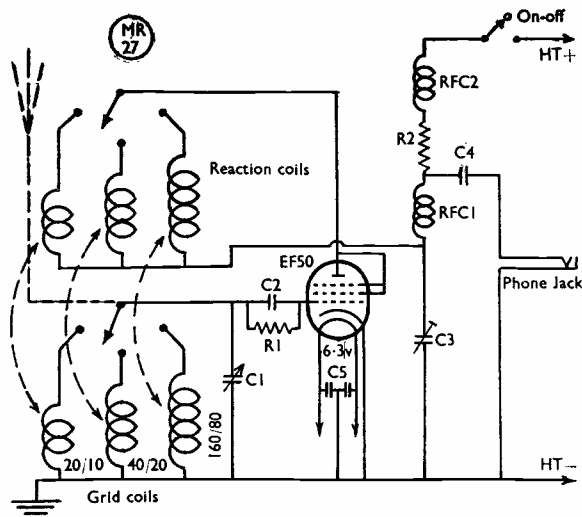 MR
27
On-off
HT+
RFC2
R2
C4
Reaction coils
RFC1
EF50
Phone Jack
C2
R1
6·3v
C3
C1
C5
160/80
20/10
40/20
HT–
Grid coils